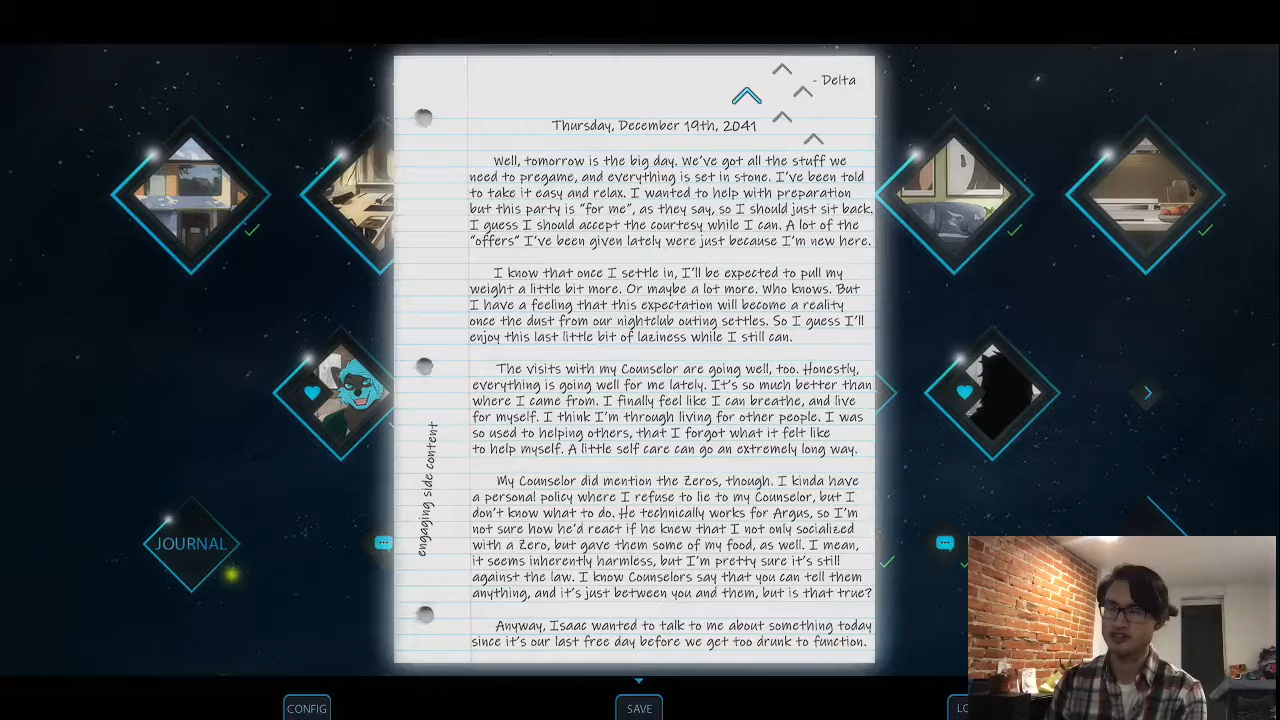 - Delta
Thursday, December 19th, 2041
Well, tomorrow is the big day. We've got all the stuff we
need to pregame, and everything is set in stone. I've been told
to take it easy and relax. I wanted to help with preparation
but this party is "for me", as they say, so I should just sit back.
I guess I should accept the courtesy while I can. A lot of the
"offers" I've been given lately were just because I'm new here.
I know that once I settle in, I'll be expected to pull my
weight a little bit more. Or maybe a lot more. Who knows. But
I have a feeling that this expectation will become a reality
once the dust from our nightclub outing settles. So I guess I'll
enjoy this last little bit of laziness while I still can.
The visits with my Counselor are going well, too. Honestly,
everything is going well for me lately. It's so much better than
where I came from. I finally feel like I can breathe, and live
for myself. I think I'm through living for other people. I was
so used to helping others, that I forgot what it felt like
to help myself. A little self care can go an extremely long way.
My Counselor did mention the Zeros, though. I kinda have
a personal policy where I refuse to lie to my Counselor, but I
don't know what to do. He technically works for Argus, so I'm
not sure how he'd react if he knew that I not only socialized
with a Zero, but gave them some of my food, as well. I mean,
it seems inherently harmless, but I'm pretty sure it's still
against the law. I know Counselors say that you can tell them
anything, and it's just between you and them, but is that true?
Anyway, Isaac wanted to talk to me about something today
since it's our last free day before we get too drunk to function.
engaging side content
JOURNAL
CONFIG
SAVE
LO